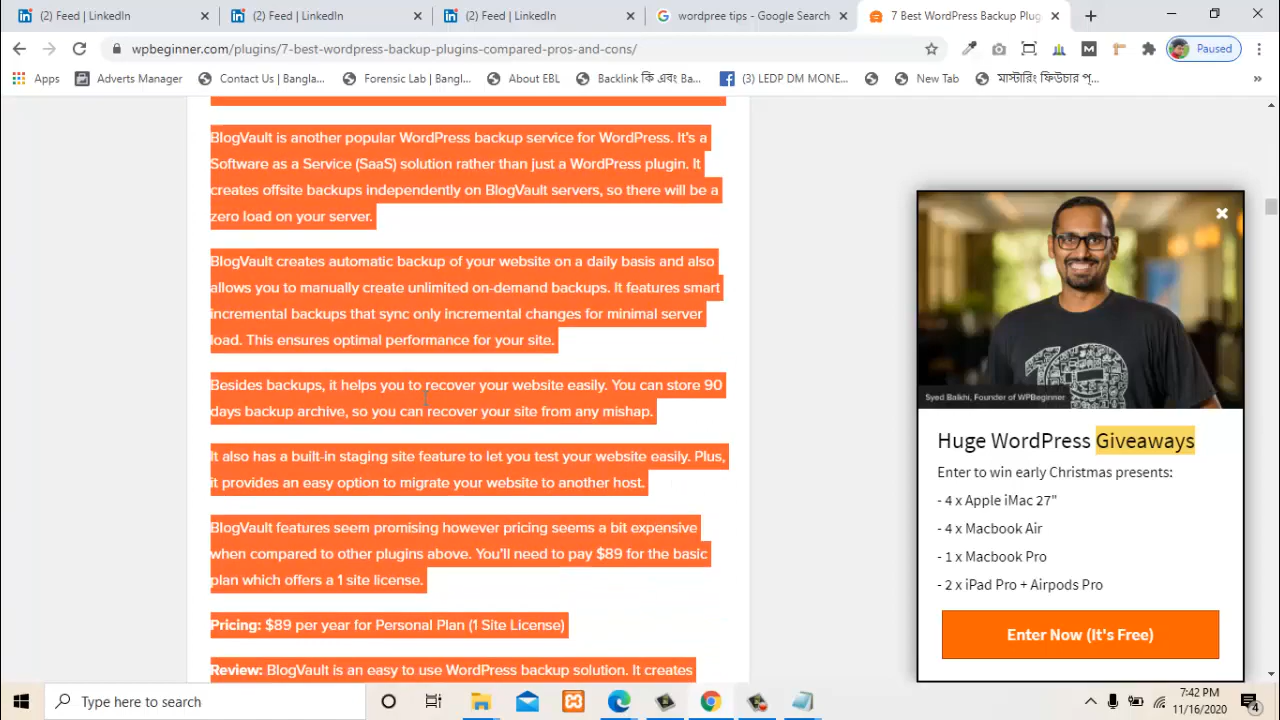 (2) Feed | LinkedIn
(2) Feed | LinkedIn
(2) Feed | LinkedIn
wordpree tips - Google Search
7 Best WordPress Backup Plug
wpbeginner.com/plugins/7-best-wordpress-backup-plugins-compared-pros-and-cons/
Paused
Apps
Adverts Manager
Contact Us | Bangla...
Forensic Lab | Bangl...
About EBL
Backlink কি এবং Ba...
(3) LEDP DM MONE...
New Tab
মাস্টারিং ফিউচার প্...
BlogVault is another popular WordPress backup service for WordPress. It's a
Software as a Service (SaaS) solution rather than just a WordPress plugin. It
creates offsite backups independently on BlogVault servers, so there will be a
zero load on your server.
BlogVault creates automatic backup of your website on a daily basis and also
allows you to manually create unlimited on-demand backups. It features smart
incremental backups that sync only incremental changes for minimal server
load. This ensures optimal performance for your site.
Besides backups, it helps you to recover your website easily. You can store 90
days backup archive, so you can recover your site from any mishap.
It also has a built-in staging site feature to let you test your website easily. Plus,
it provides an easy option to migrate your website to another host.
BlogVault features seem promising however pricing seems a bit expensive
when compared to other plugins above. You'll need to pay $89 for the basic
plan which offers a 1 site license.
Pricing: $89 per year for Personal Plan (1 Site License)
Review: BlogVault is an easy to use WordPress backup solution. It creates
Syed Balkhi, Founder of WPBeginner
Huge WordPress Giveaways
Enter to win early Christmas presents:
- 4 x Apple iMac 27"
- 4 x Macbook Air
- 1 x Macbook Pro
- 2 x iPad Pro + Airpods Pro
Enter Now (It's Free)
Type here to search
7:42 PM
11/16/2020
4